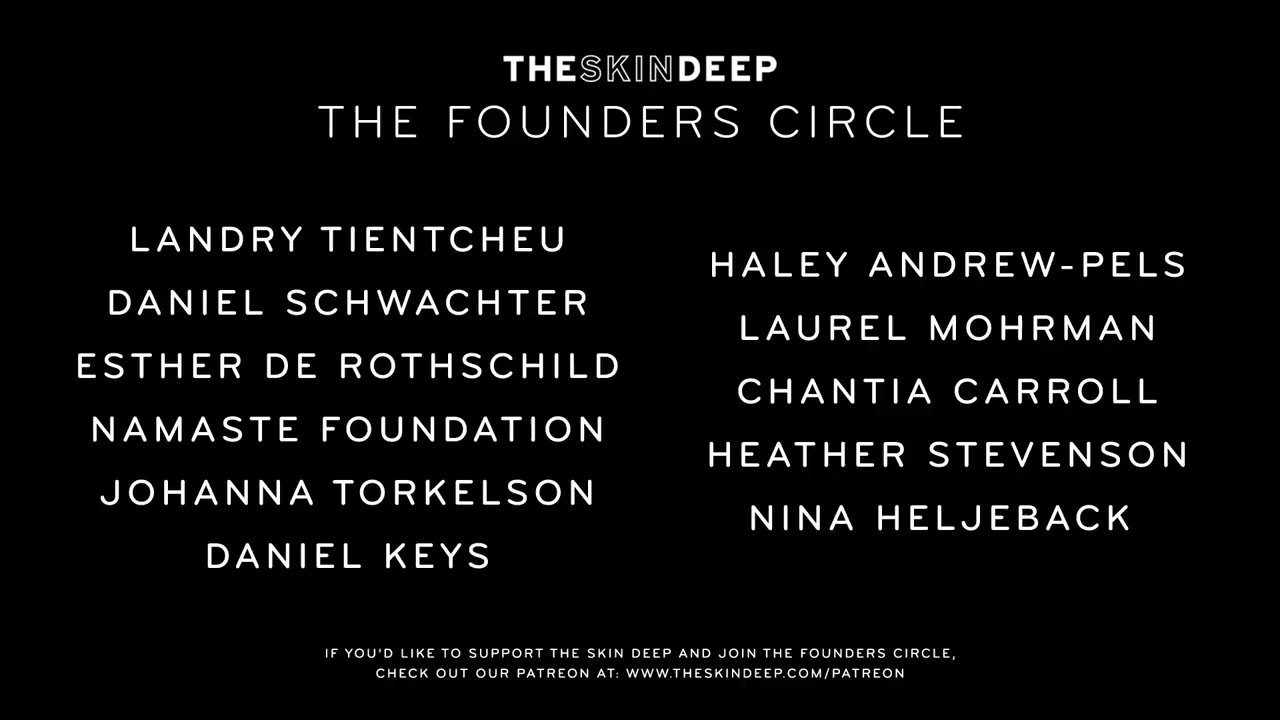 THESKINDEEP
THE FOUNDERS CIRCLE
LANDRY TIENTCHEU
DANIEL SCHWACHTER
ESTHER DE ROTHSCHILD
NAMASTE FOUNDATION
JOHANNA TORKELSON
DANIEL KEYS
HALEY ANDREW-PELS
LAUREL MOHRMAN
CHANTIA CARROLL
HEATHER STEVENSON
NINA HELJEBACK
IF YOU'D LIKE TO SUPPORT THE SKIN DEEP AND JOIN THE FOUNDERS CIRCLE,
CHECK OUT OUR PATREON AT: WWW.THESKINDEEP.COM/PATREON